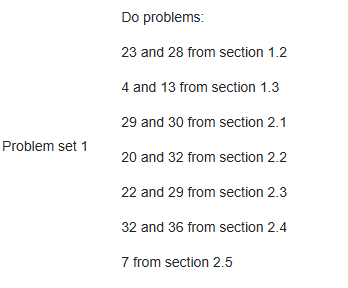 Problem set 1
Do problems:
23 and 28 from section 1.2
4 and 13 from section 1.3
29 and 30 from section 2.1
20 and 32 from section 2.2
22 and 29 from section 2.3
32 and 36 from section 2.4
7 from section 2.5